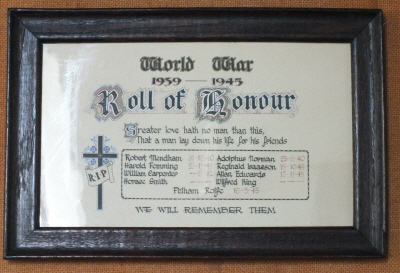 World War
1939 — 1945
Roll of Honour
Greater love hath no man than this,
That a man lay down his life for his friends
Robert Mendham Adolphus Norman
Harold Fomming Reginald Isaacson
William Carpenter Allan Edwards
Horace Smith Wilfred King
Pelham Rolfe
R.I.P
WE WILL REMEMBER THEM